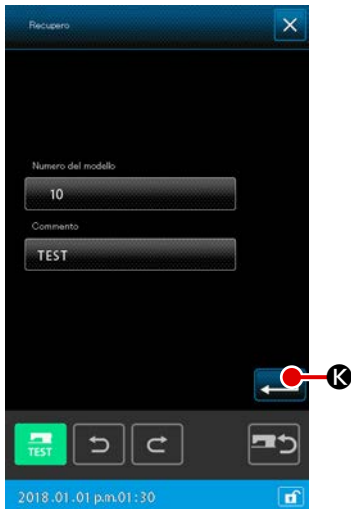 Recupero
Numero del modello
10
Commento
TEST
K
TEST
2018.01.01 p.m.01:30